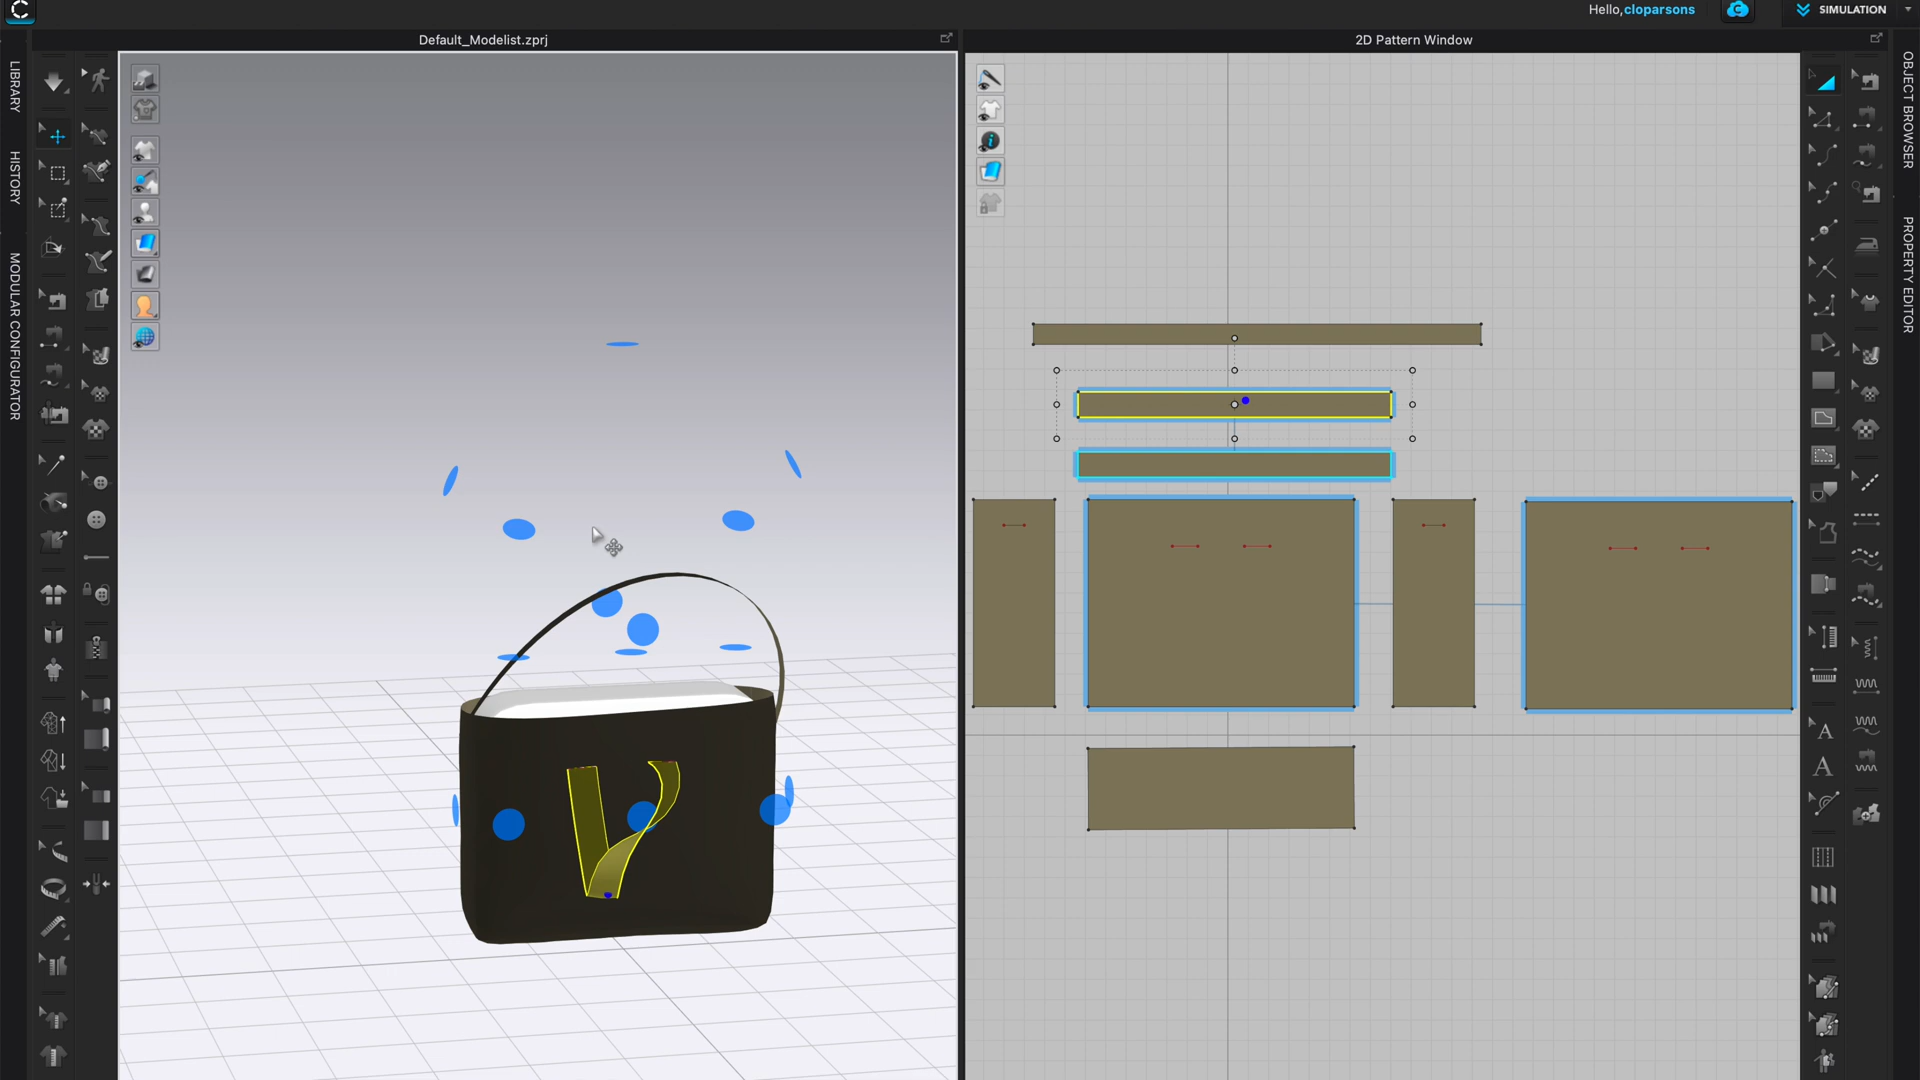 Hello,cloparsons
SIMULATION
Default_Modelist.zprj
2D Pattern Window
LIBRARY
HISTORY
MODULAR CONFIGURATOR
OBJECT BROWSER
PROPERTY EDITOR